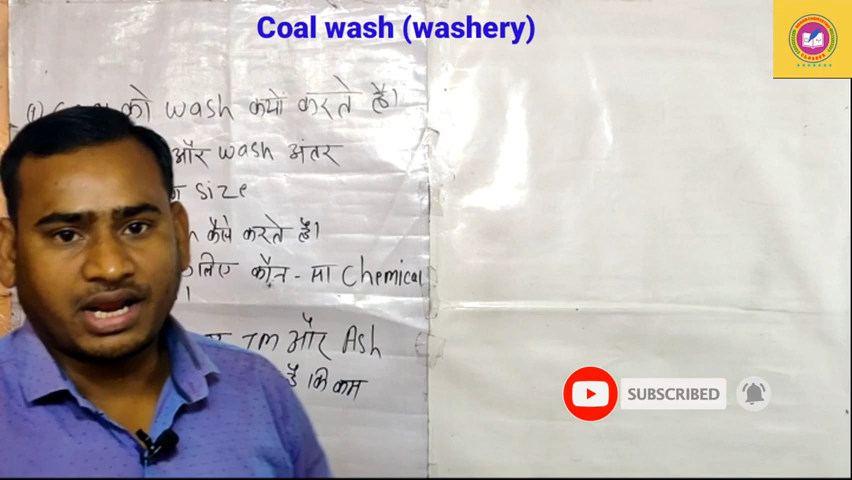 Coal wash (washery)
को wash क्यों करते है।
और wash अंतर
size
कैसे करते है।
लिए कौन - सा Chemical
।
TM और Ash
है कि कम
SUBSCRIBED